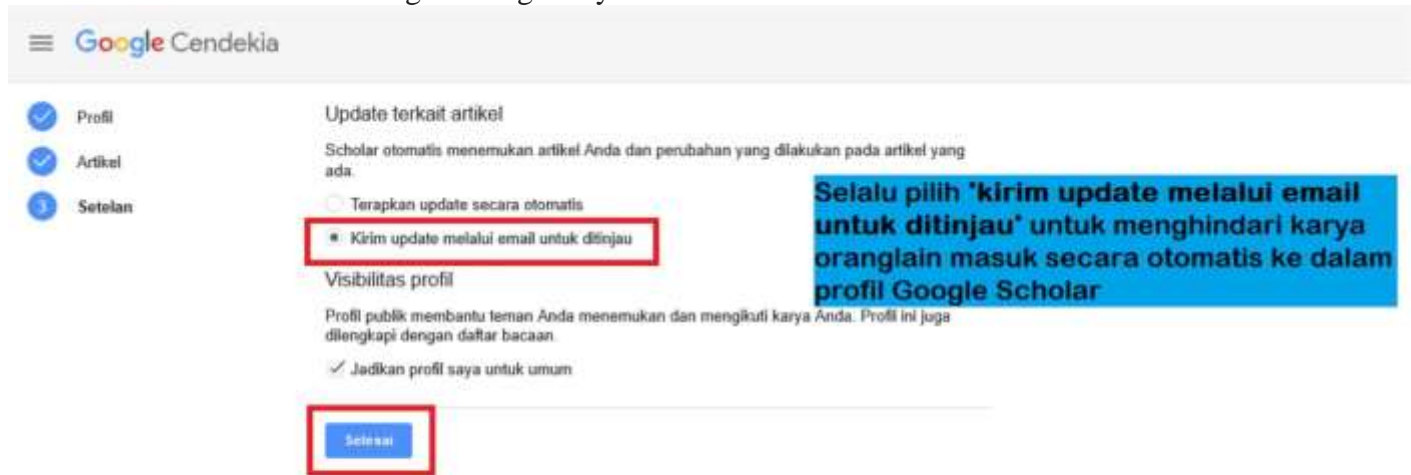 Google Cendekia
Profil
Artikel
3 Setelan
Update terkait artikel
Scholar otomatis menemukan artikel Anda dan perubahan yang dilakukan pada artikel yang
ada.
Terapkan update secara otomatis
Kirim update melalui email untuk ditinjau
Visibilitas profil
Profil publik membantu teman Anda menemukan dan mengikuti karya Anda. Profil ini juga
dilengkapi dengan daftar bacaan.
Jadikan profil saya untuk umum
Selesai
Selalu pilih "kirim update melalui email
untuk ditinjau" untuk menghindari karya
oranglain masuk secara otomatis ke dalam
profil Google Scholar